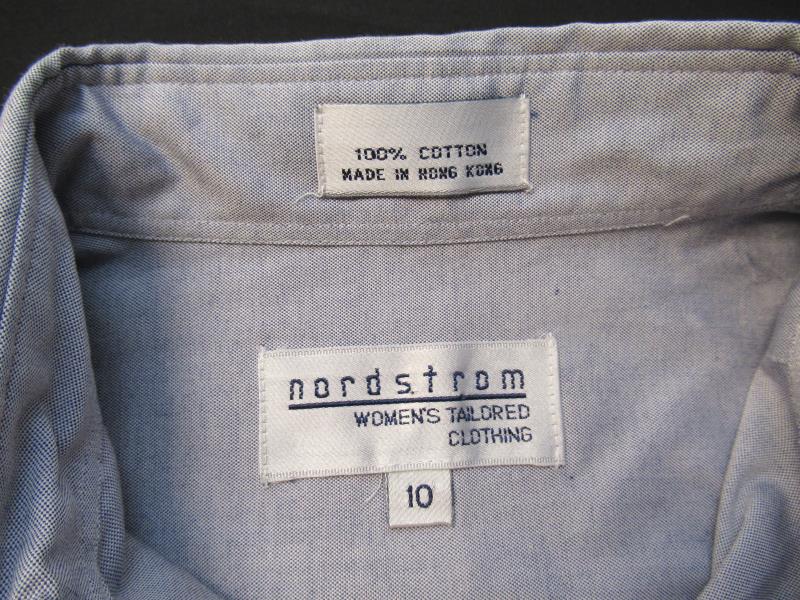 100% COTTON
MADE IN HONG KONG
nordstrom
WOMEN'S TAILORED
CLOTHING
10